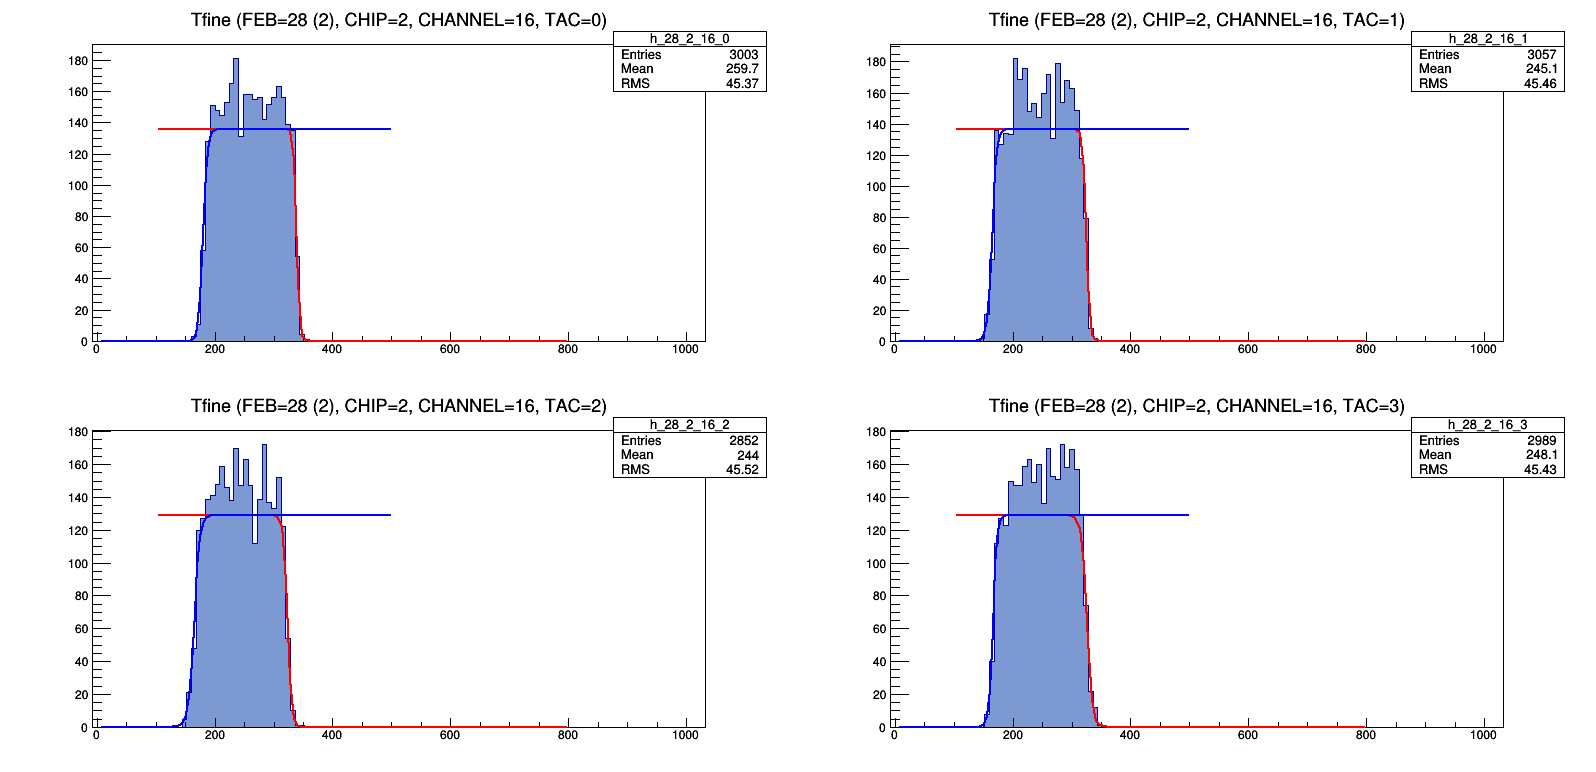 Tfine (FEB=28 (2), CHIP=2, CHANNEL=16, TAC=0)
h_28_2_16_0
Entries 3003
Mean 259.7
RMS 45.37
180
160
140
120
100
80
60
40
20
0
0 200 400 600 800 1000
Tfine (FEB=28 (2), CHIP=2, CHANNEL=16, TAC=1)
h_28_2_16_1
Entries 3057
Mean 245.1
RMS 45.46
180
160
140
120
100
80
60
40
20
0
0 200 400 600 800 1000
Tfine (FEB=28 (2), CHIP=2, CHANNEL=16, TAC=2)
h_28_2_16_2
Entries 2852
Mean 244
RMS 45.52
180
160
140
120
100
80
60
40
20
0
0 200 400 600 800 1000
Tfine (FEB=28 (2), CHIP=2, CHANNEL=16, TAC=3)
h_28_2_16_3
Entries 2989
Mean 248.1
RMS 45.43
180
160
140
120
100
80
60
40
20
0
0 200 400 600 800 1000